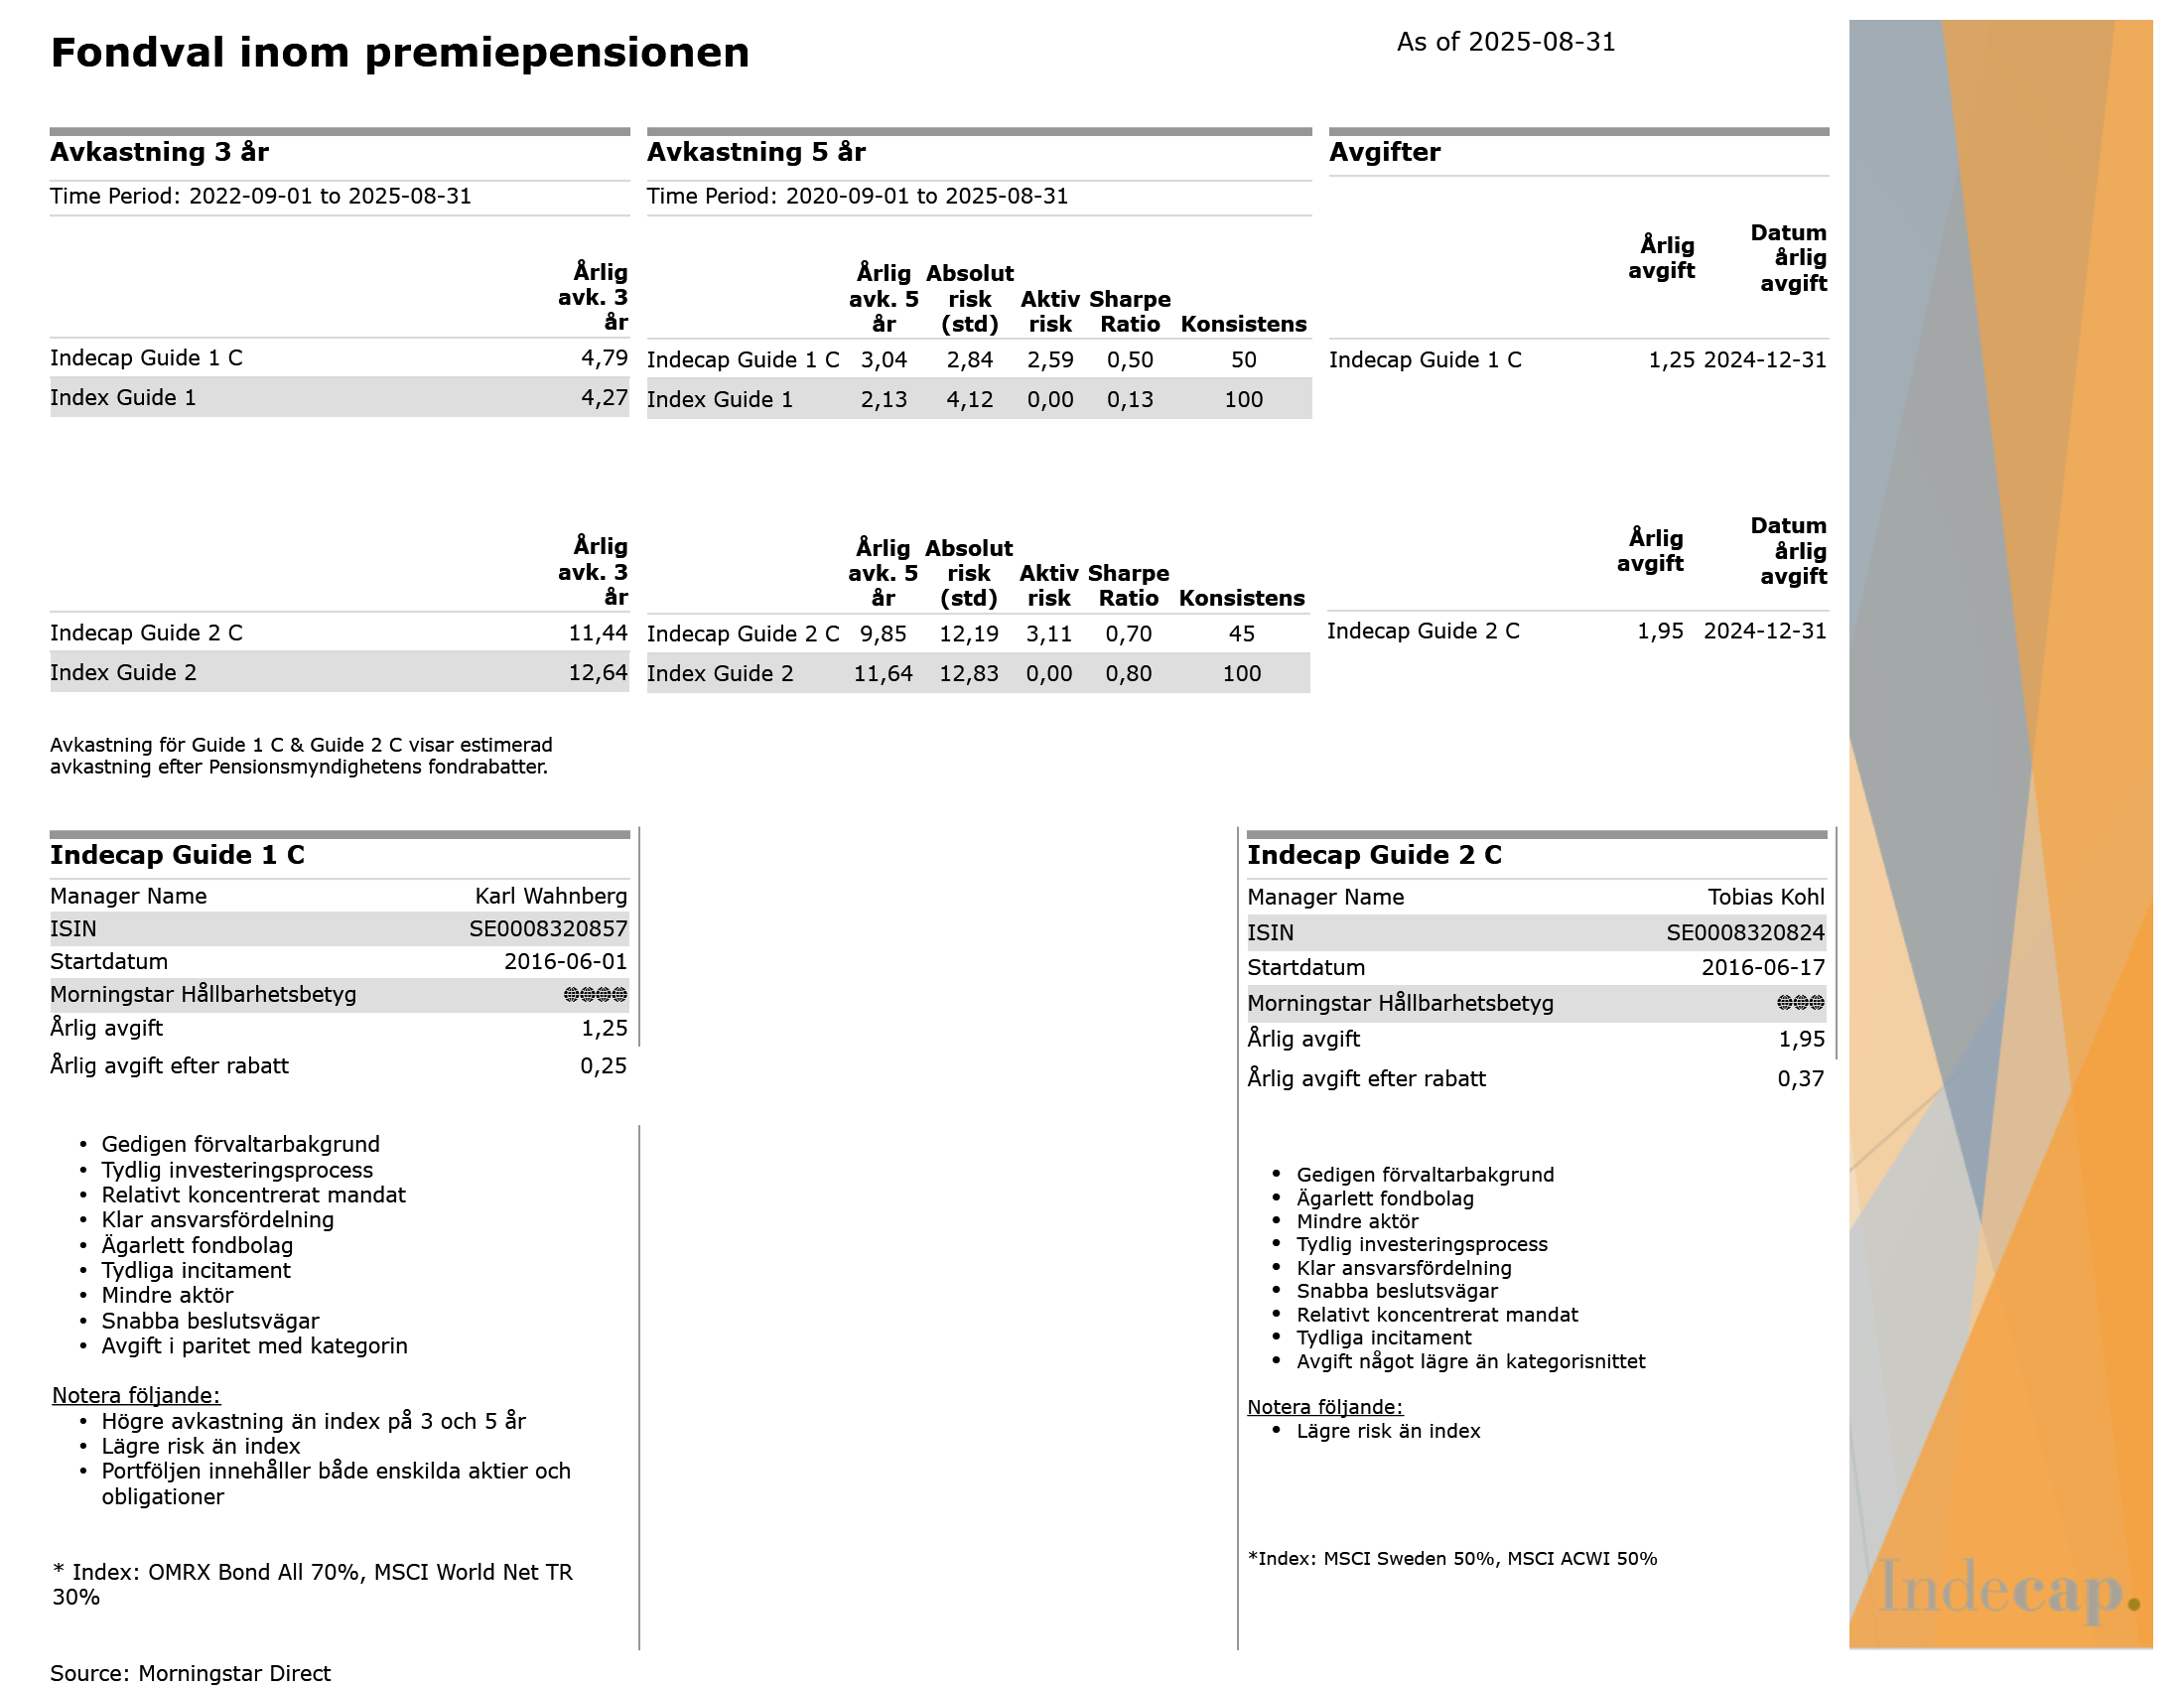 Fondval inom premiepensionen
As of 2025-08-31
Avkastning 3 år
Time Period: 2022-09-01 to 2025-08-31
Årlig
avk. 3
år
Indecap Guide 1 C 4,79
Index Guide 1 4,27
Avkastning 5 år
Time Period: 2020-09-01 to 2025-08-31
Årlig Absolut
avk. 5 risk Aktiv Sharpe
år (std) risk Ratio Konsistens
Indecap Guide 1 C 3,04 2,84 2,59 0,50 50
Index Guide 1 2,13 4,12 0,00 0,13 100
Avgifter
Datum
Årlig årlig
avgift avgift
Indecap Guide 1 C 1,25 2024-12-31
Årlig
avk. 3
år
Indecap Guide 2 C 11,44
Index Guide 2 12,64
Årlig Absolut
avk. 5 risk Aktiv Sharpe
år (std) risk Ratio Konsistens
Indecap Guide 2 C 9,85 12,19 3,11 0,70 45
Index Guide 2 11,64 12,83 0,00 0,80 100
Datum
Årlig årlig
avgift avgift
Indecap Guide 2 C 1,95 2024-12-31
Avkastning för Guide 1 C & Guide 2 C visar estimerad
avkastning efter Pensionsmyndighetens fondrabatter.
Indecap Guide 1 C
Manager Name Karl Wahnberg
ISIN SE0008320857
Startdatum 2016-06-01
Morningstar Hållbarhetsbetyg
Årlig avgift 1,25
Årlig avgift efter rabatt 0,25
• Gedigen förvaltarbakgrund
• Tydlig investeringsprocess
• Relativt koncentrerat mandat
• Klar ansvarsfördelning
• Ägarlett fondbolag
• Tydliga incitament
• Mindre aktör
• Snabba beslutsvägar
• Avgift i paritet med kategorin
Notera följande:
• Högre avkastning än index på 3 och 5 år
• Lägre risk än index
• Portföljen innehåller både enskilda aktier och
obligationer
* Index: OMRX Bond All 70%, MSCI World Net TR
30%
Indecap Guide 2 C
Manager Name Tobias Kohl
ISIN SE0008320824
Startdatum 2016-06-17
Morningstar Hållbarhetsbetyg
Årlig avgift 1,95
Årlig avgift efter rabatt 0,37
• Gedigen förvaltarbakgrund
• Ägarlett fondbolag
• Mindre aktör
• Tydlig investeringsprocess
• Klar ansvarsfördelning
• Snabba beslutsvägar
• Relativt koncentrerat mandat
• Tydliga incitament
• Avgift något lägre än kategorisnittet
Notera följande:
• Lägre risk än index
*Index: MSCI Sweden 50%, MSCI ACWI 50%
Indecap.
Source: Morningstar Direct